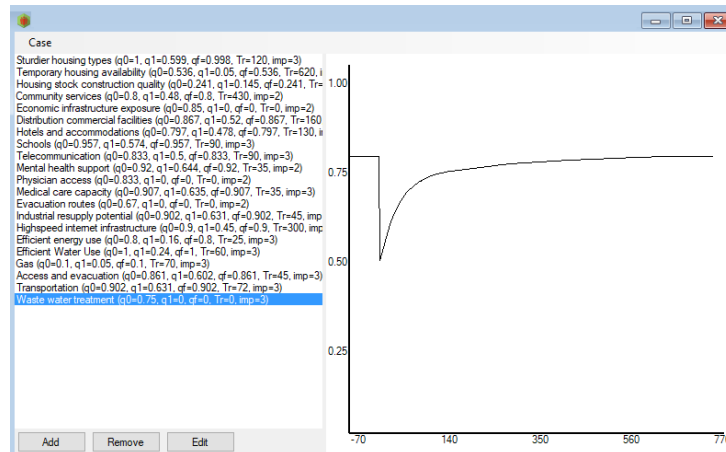 Case
Sturdier housing types (q0=1, q1=0.599, qf=0.998, Tr=120, imp=3)
Temporary housing availability (q0=0.536, q1=0.05, qf=0.536, Tr=620, i
Housing stock construction quality (q0=0.241, q1=0.145, qf=0.241, Tr=
Community services (q0=0.8, q1=0.48, qf=0.8, Tr=430, imp=2)
Economic infrastructure exposure (q0=0.85, q1=0, qf=0, Tr=0, imp=2)
Distribution commercial facilities (q0=0.867, q1=0.52, qf=0.867, Tr=160
Hotels and accommodations (q0=0.797, q1=0.478, qf=0.797, Tr=130, i
Schools (q0=0.957, q1=0.574, qf=0.957, Tr=90, imp=3)
Telecommunication (q0=0.833, q1=0.5, qf=0.833, Tr=90, imp=3)
Mental health support (q0=0.92, q1=0.644, qf=0.92, Tr=35, imp=2)
Physician access (q0=0.833, q1=0, qf=0, Tr=0, imp=2)
Medical care capacity (q0=0.907, q1=0.635, qf=0.907, Tr=35, imp=3)
Evacuation routes (q0=0.67, q1=0, qf=0, Tr=0, imp=2)
Industrial resupply potential (q0=0.902, q1=0.631, qf=0.902, Tr=45, imp
Highspeed internet infrastructure (q0=0.9, q1=0.45, qf=0.9, Tr=300, imp
Efficient energy use (q0=0.8, q1=0.16, qf=0.8, Tr=25, imp=3)
Efficient Water Use (q0=1, q1=0.24, qf=1, Tr=60, imp=3)
Gas (q0=0.1, q1=0.05, qf=0.1, Tr=70, imp=3)
Access and evacuation (q0=0.861, q1=0.602, qf=0.861, Tr=45, imp=3)
Transportation (q0=0.902, q1=0.631, qf=0.902, Tr=72, imp=3)
Waste water treatment (q0=0.75, q1=0, qf=0, Tr=0, imp=3)
Add Remove Edit
1.00
0.75
0.50
0.25
-70 140 350 560 770